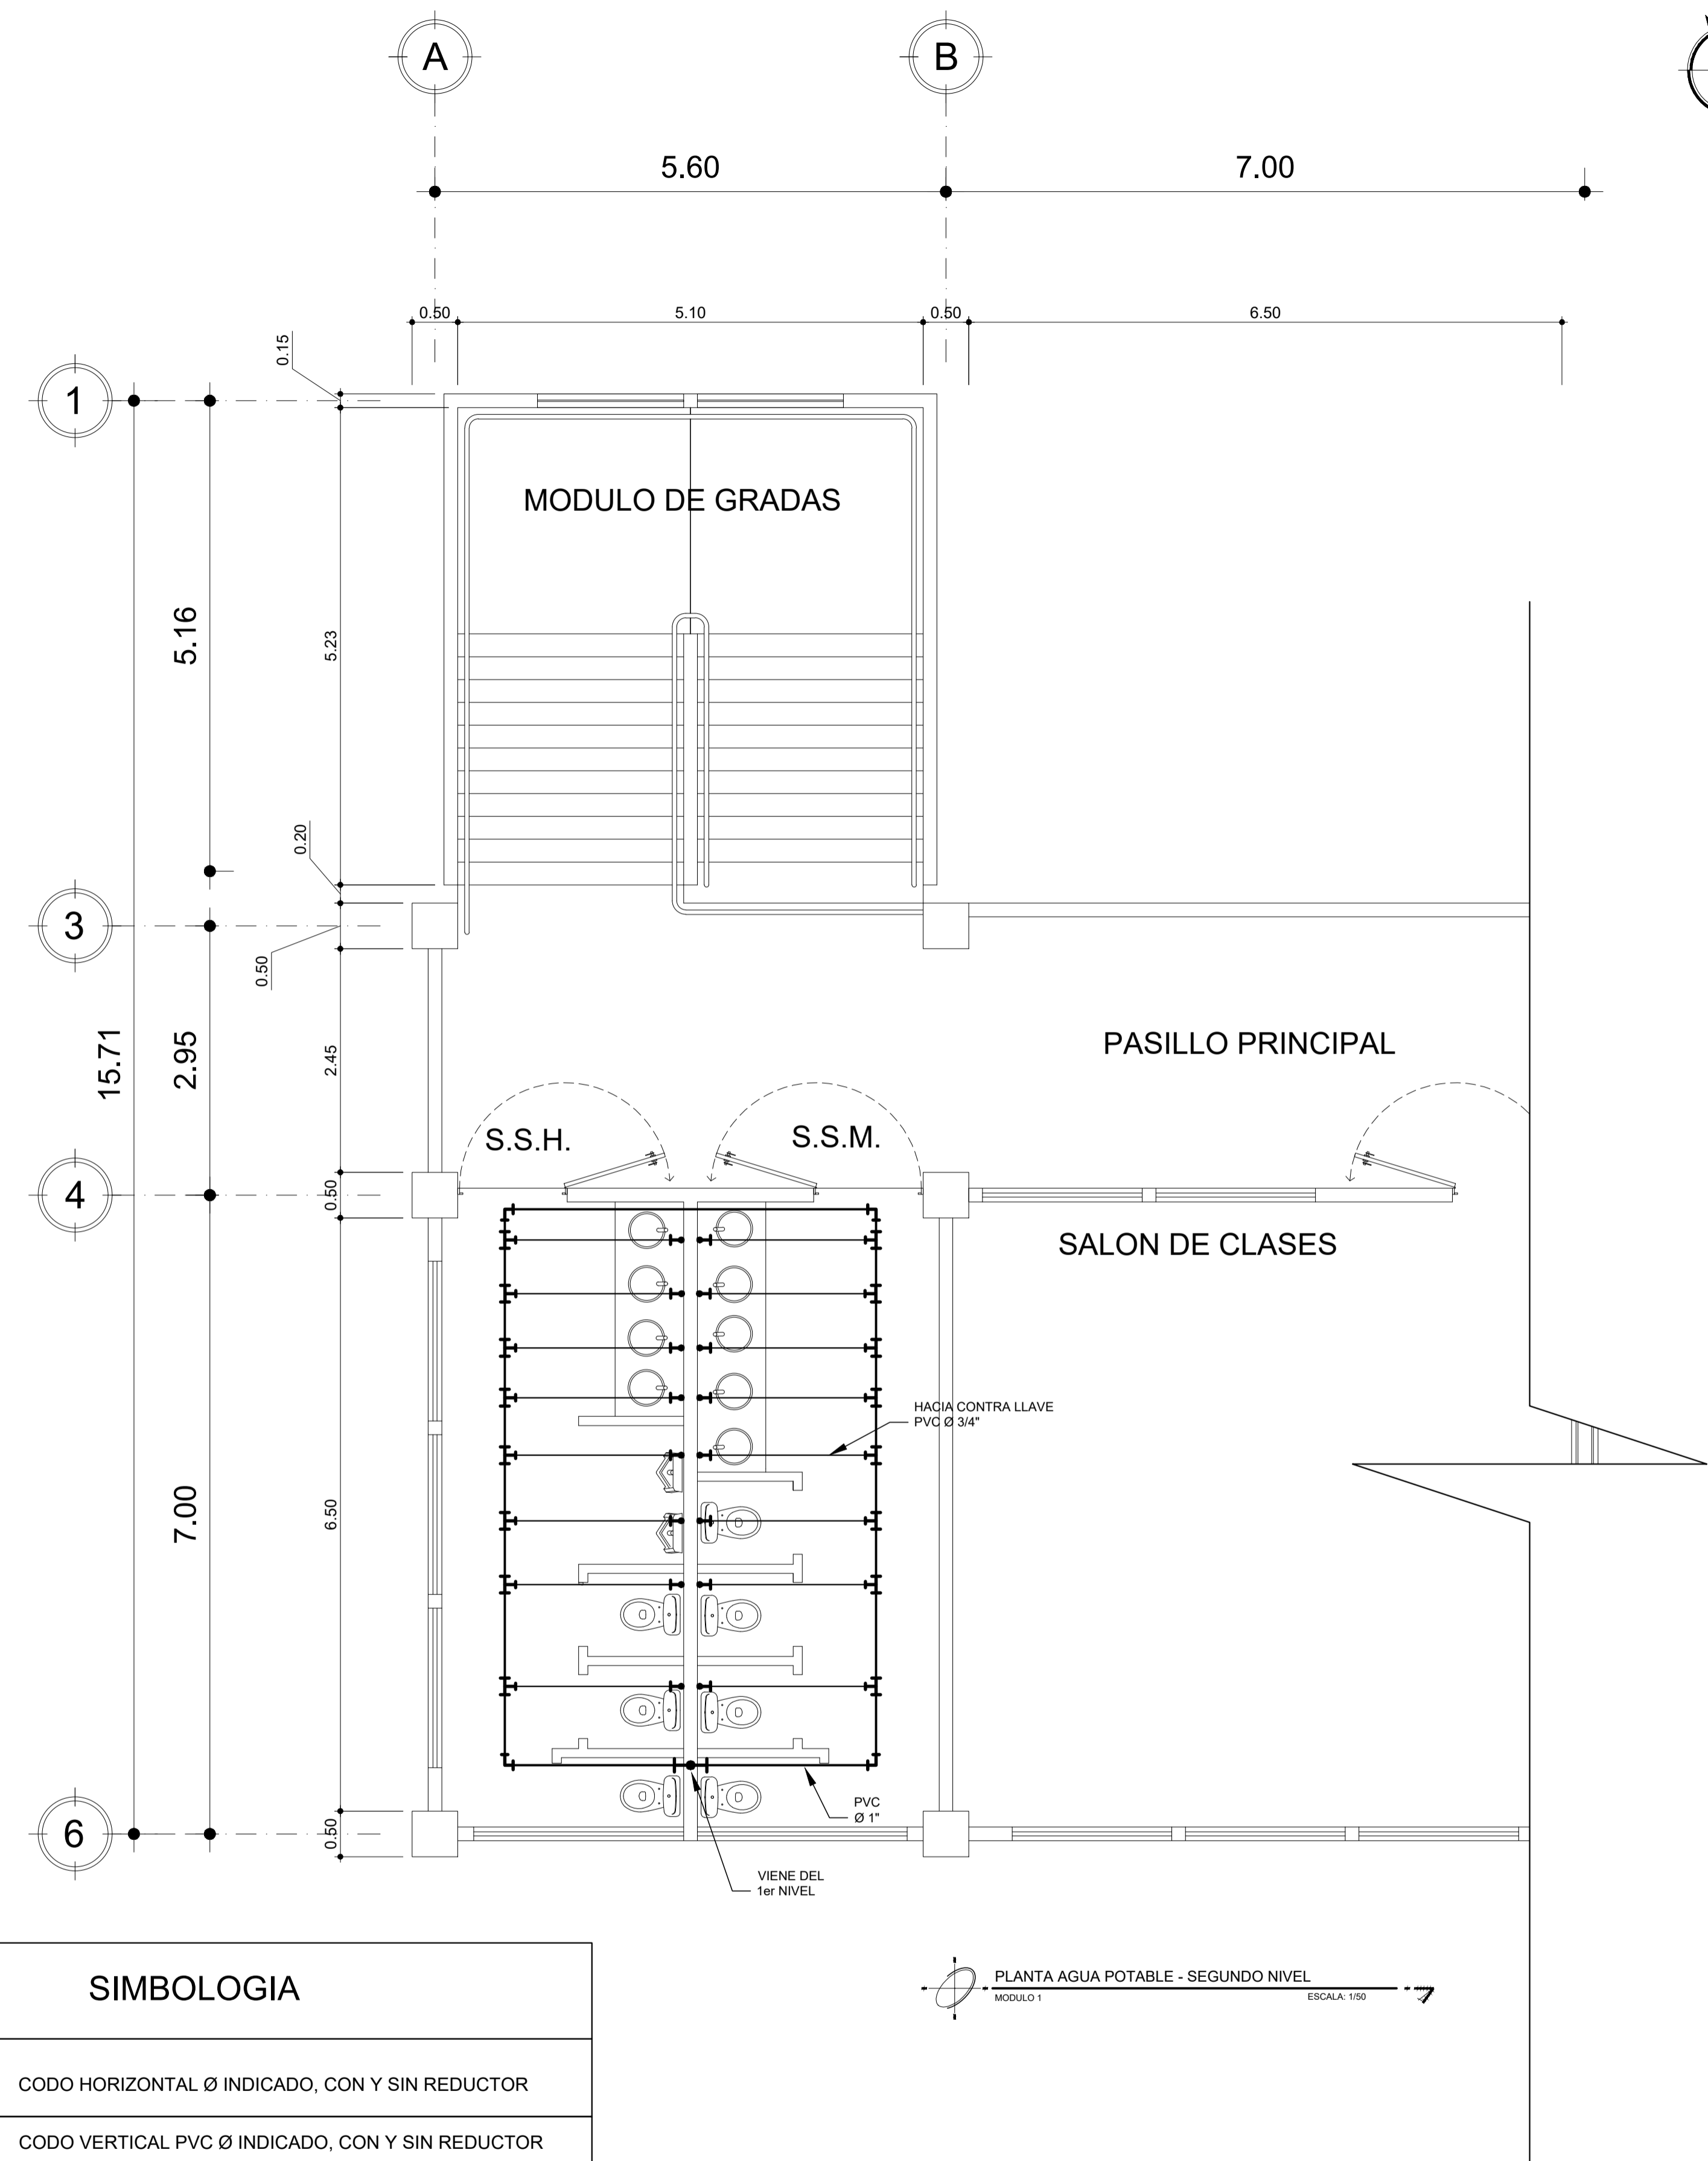 A
B
5.60
7.00
0.50
5.10
0.50
6.50
0.15
1
MODULO DE GRADAS
5.16
5.23
0.20
3
0.50
15.71
2.95
2.45
PASILLO PRINCIPAL
S.S.H.
S.S.M.
4
0.50
SALON DE CLASES
HACIA CONTRA LLAVE
PVC Ø 3/4"
7.00
6.50
PVC
Ø 1"
6
0.50
VIENE DEL
1er NIVEL
SIMBOLOGIA
PLANTA AGUA POTABLE - SEGUNDO NIVEL
MODULO 1
ESCALA: 1/50
CODO HORIZONTAL Ø INDICADO, CON Y SIN REDUCTOR
CODO VERTICAL PVC Ø INDICADO, CON Y SIN REDUCTOR